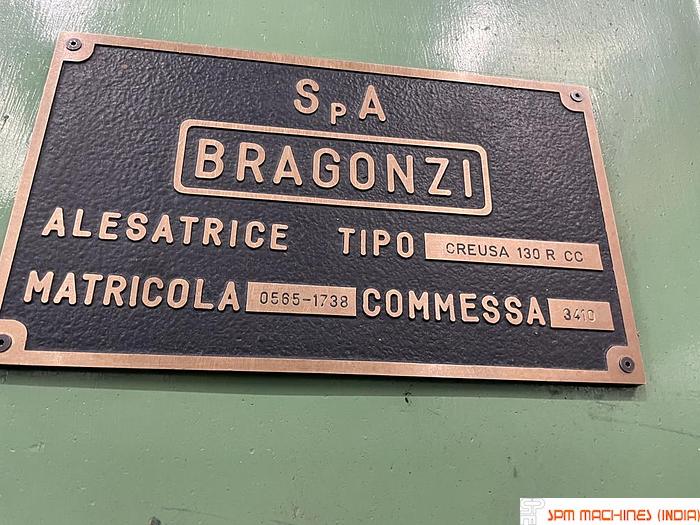 SpA
BRAGONZI
ALESATRICE TIPO CREUSA 130 R CC
MATRICOLA 0565-1738 COMMESSA 3410
SPM MACHINES (INDIA)